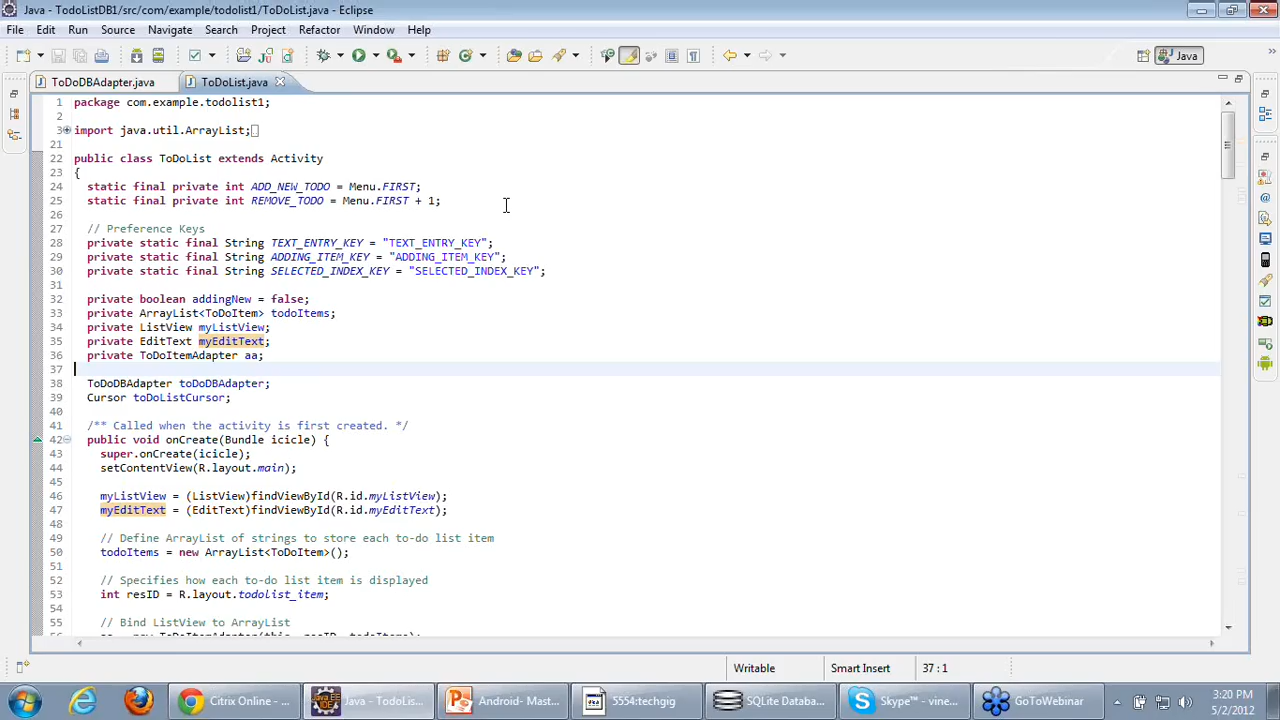 Java - TodoListDB1/src/com/example/todolist1/ToDoList.java - Eclipse
File Edit Run Source Navigate Search Project Refactor Window Help
Java
ToDoDBAdapter.java ToDoList.java
1 package com.example.todolist1;
2
3 import java.util.ArrayList;
21
22 public class ToDoList extends Activity
23 {
24 static final private int ADD_NEW_TODO = Menu.FIRST;
25 static final private int REMOVE_TODO = Menu.FIRST + 1;
26
27 // Preference Keys
28 private static final String TEXT_ENTRY_KEY = "TEXT_ENTRY_KEY";
29 private static final String ADDING_ITEM_KEY = "ADDING_ITEM_KEY";
30 private static final String SELECTED_INDEX_KEY = "SELECTED_INDEX_KEY";
31
32 private boolean addingNew = false;
33 private ArrayList<ToDoItem> todoItems;
34 private ListView myListView;
35 private EditText myEditText;
36 private ToDoItemAdapter aa;
37
38 ToDoDBAdapter toDoDBAdapter;
39 Cursor toDoListCursor;
40
41 /** Called when the activity is first created. */
42 public void onCreate(Bundle icicle) {
43 super.onCreate(icicle);
44 setContentView(R.layout.main);
45
46 myListView = (ListView)findViewById(R.id.myListView);
47 myEditText = (EditText)findViewById(R.id.myEditText);
48
49 // Define ArrayList of strings to store each to-do list item
50 todoItems = new ArrayList<ToDoItem>();
51
52 // Specifies how each to-do list item is displayed
53 int resID = R.layout.todolist_item;
54
55 // Bind ListView to ArrayList
56 aa = new ToDoItemAdapter(this, resID, todoItems);
Writable Smart Insert 37 : 1
Citrix Online - ... Java - TodoList... Android- Mast... 5554:techgig SQLite Databa... Skype™ - vine... GoToWebinar 3:20 PM
5/2/2012